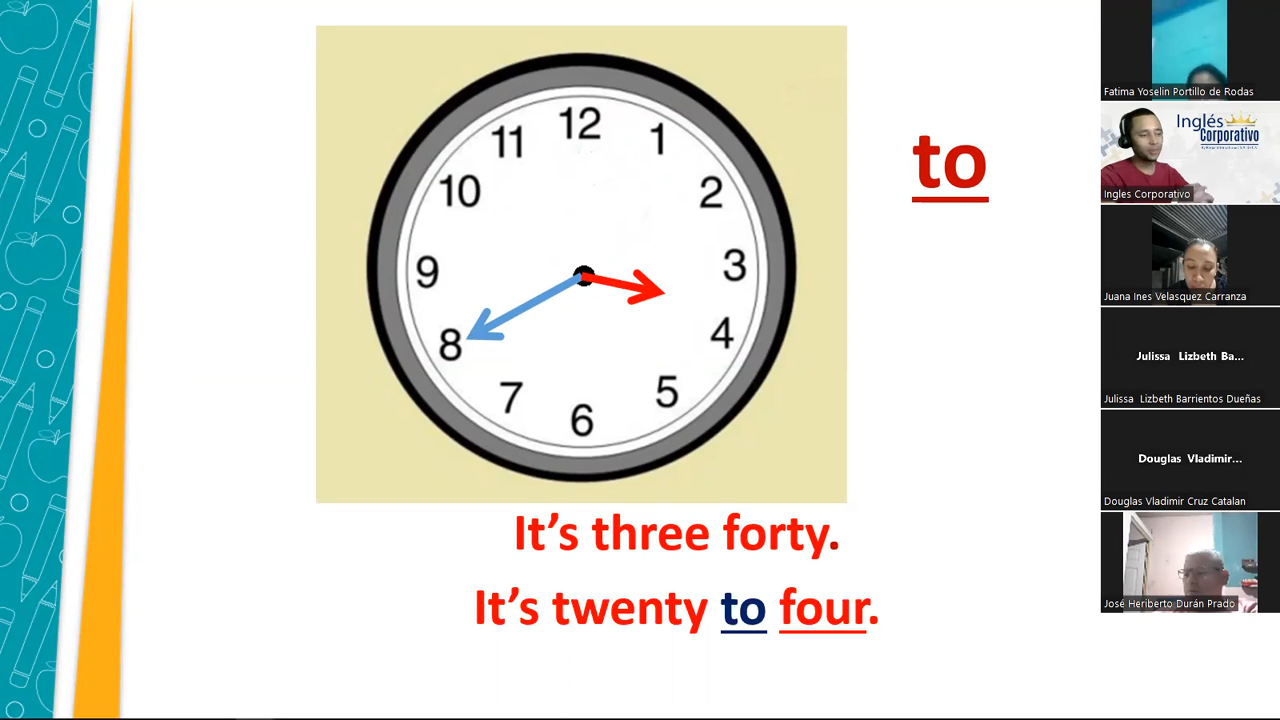 12
11
1
10
2
9
3
8
4
7
5
6
to
It's three forty.
It's twenty to four.
Fatima Yoselin Portillo de Rodas
Inglés
Corporativo
Ingles Corporativo
Juana Ines Velasquez Carranza
Julissa Lizbeth Ba...
Julissa Lizbeth Barrientos Dueñas
Douglas Vladimir...
Douglas Vladimir Cruz Catalan
José Heriberto Durán Prado